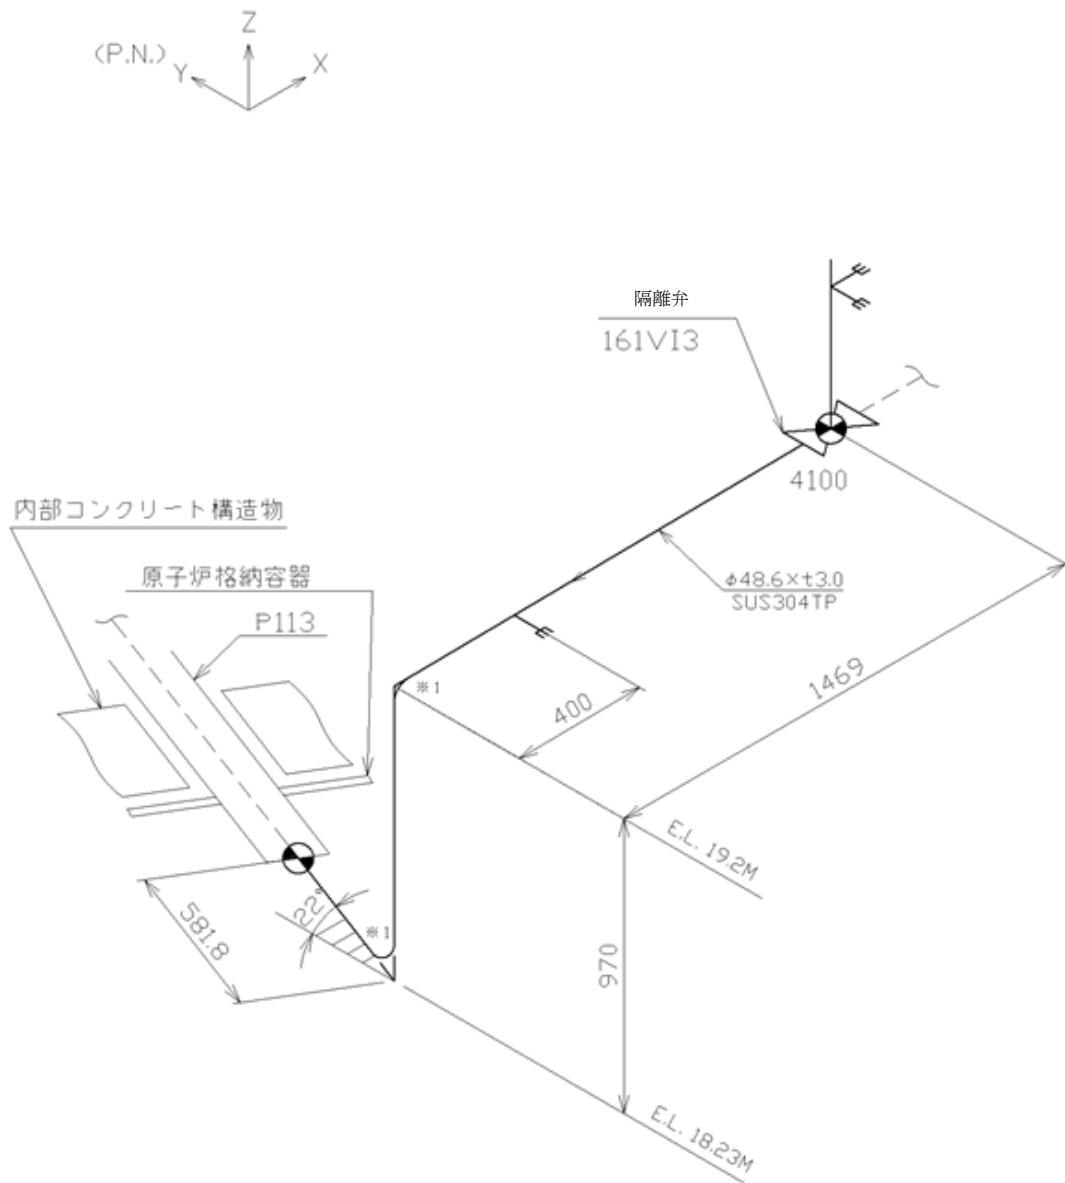 Z
(P.N.)
Y
X
隔離弁
161VI3
4100
内部コンクリート構造物
原子炉格納容器
P113
φ48.6×t3.0
SUS304TP
1469
※1
400
E.L. 19.2M
22°
※1
581.8
970
E.L. 18.23M